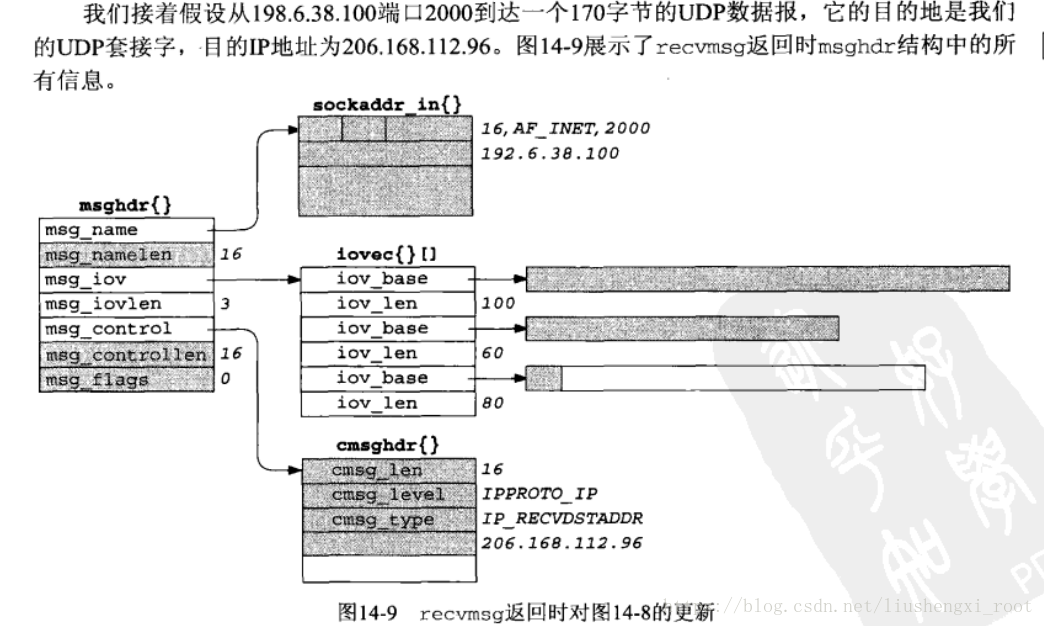 我们接着假设从198.6.38.100端口2000到达一个170字节的UDP数据报，它的目的地是我们
的UDP套接字，目的IP地址为206.168.112.96。图14-9展示了recvmsg返回时msghdr结构中的所
有信息。
sockaddr_in{}
16,AF_INET,2000
192.6.38.100
msghdr{}
msg_name
msg_namelen 16
msg_iov
msg_iovlen 3
msg_control
msg_controllen 16
msg_flags 0
iovec{}[]
iov_base
iov_len 100
iov_base
iov_len 60
iov_base
iov_len 80
cmsghdr{}
cmsg_len 16
cmsg_level IPPROTO_IP
cmsg_type IP_RECVDSTADDR
206.168.112.96
图14-9 recvmsg返回时对图14-8的更新
://blog.csdn.net/liushengxi_root